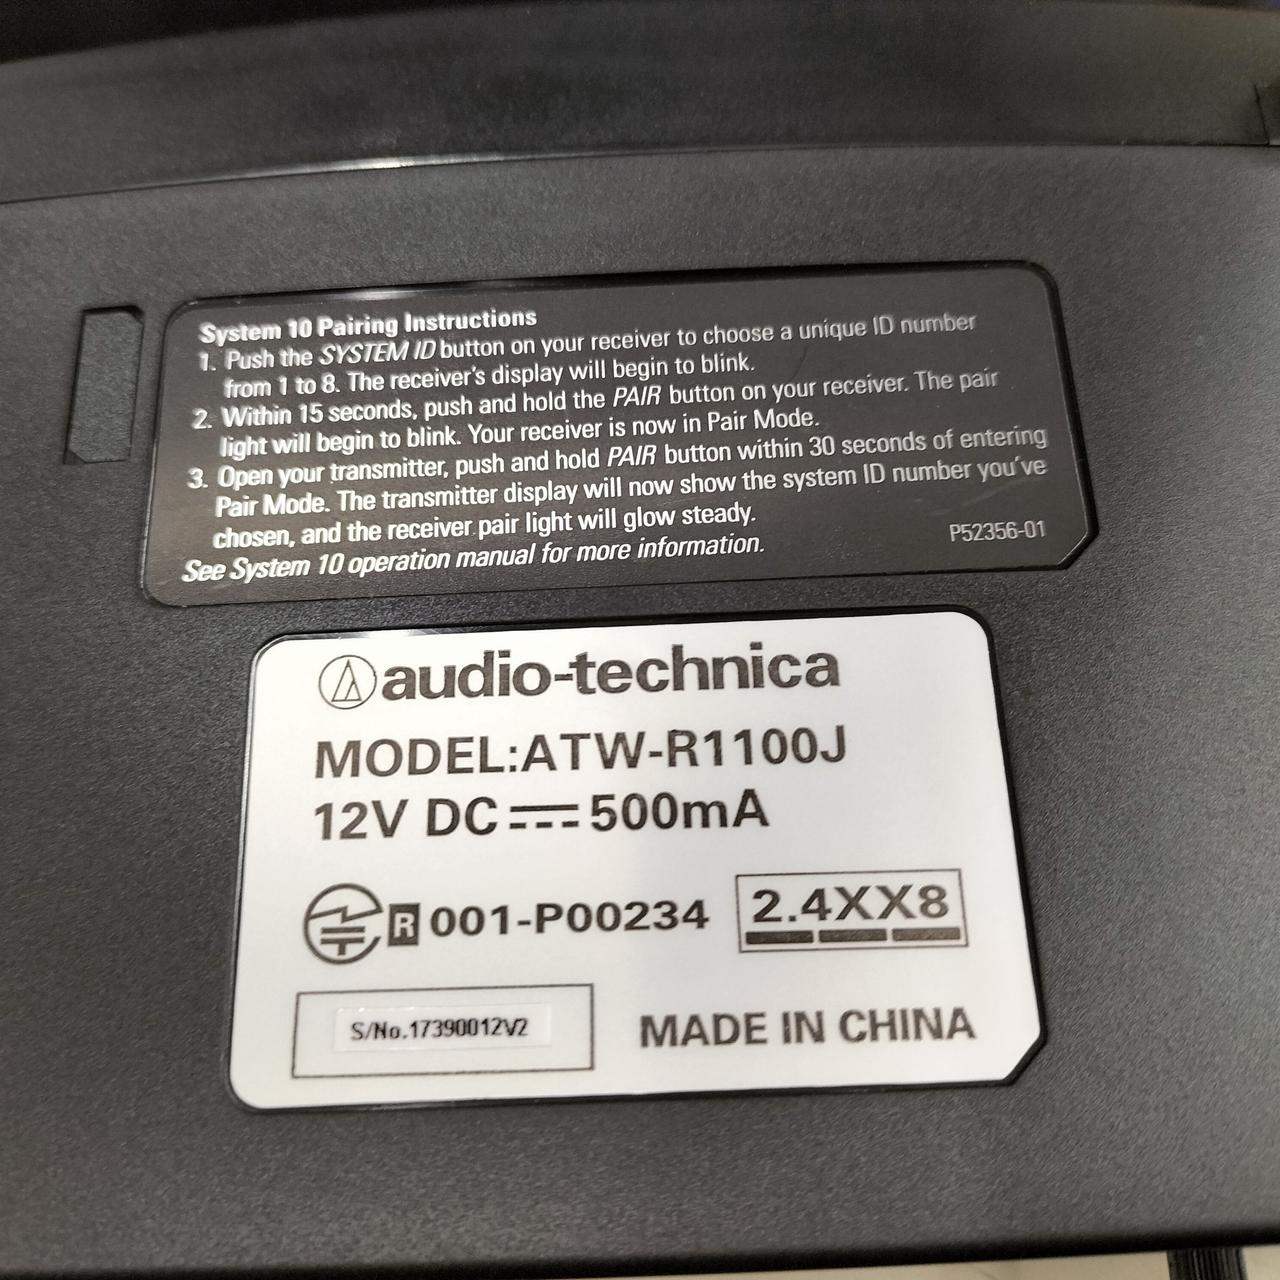 System 10 Pairing Instructions
1. Push the SYSTEM ID button on your receiver to choose a unique ID number
from 1 to 8. The receiver's display will begin to blink.
2. Within 15 seconds, push and hold the PAIR button on your receiver. The pair
light will begin to blink. Your receiver is now in Pair Mode.
3. Open your transmitter, push and hold PAIR button within 30 seconds of entering
Pair Mode. The transmitter display will now show the system ID number you've
chosen, and the receiver pair light will glow steady.
See System 10 operation manual for more information.
P52356-01
audio-technica
MODEL:ATW-R1100J
12V DC ⎓ 500mA
R 001-P00234 2.4XX8
S/No.17390012V2
MADE IN CHINA